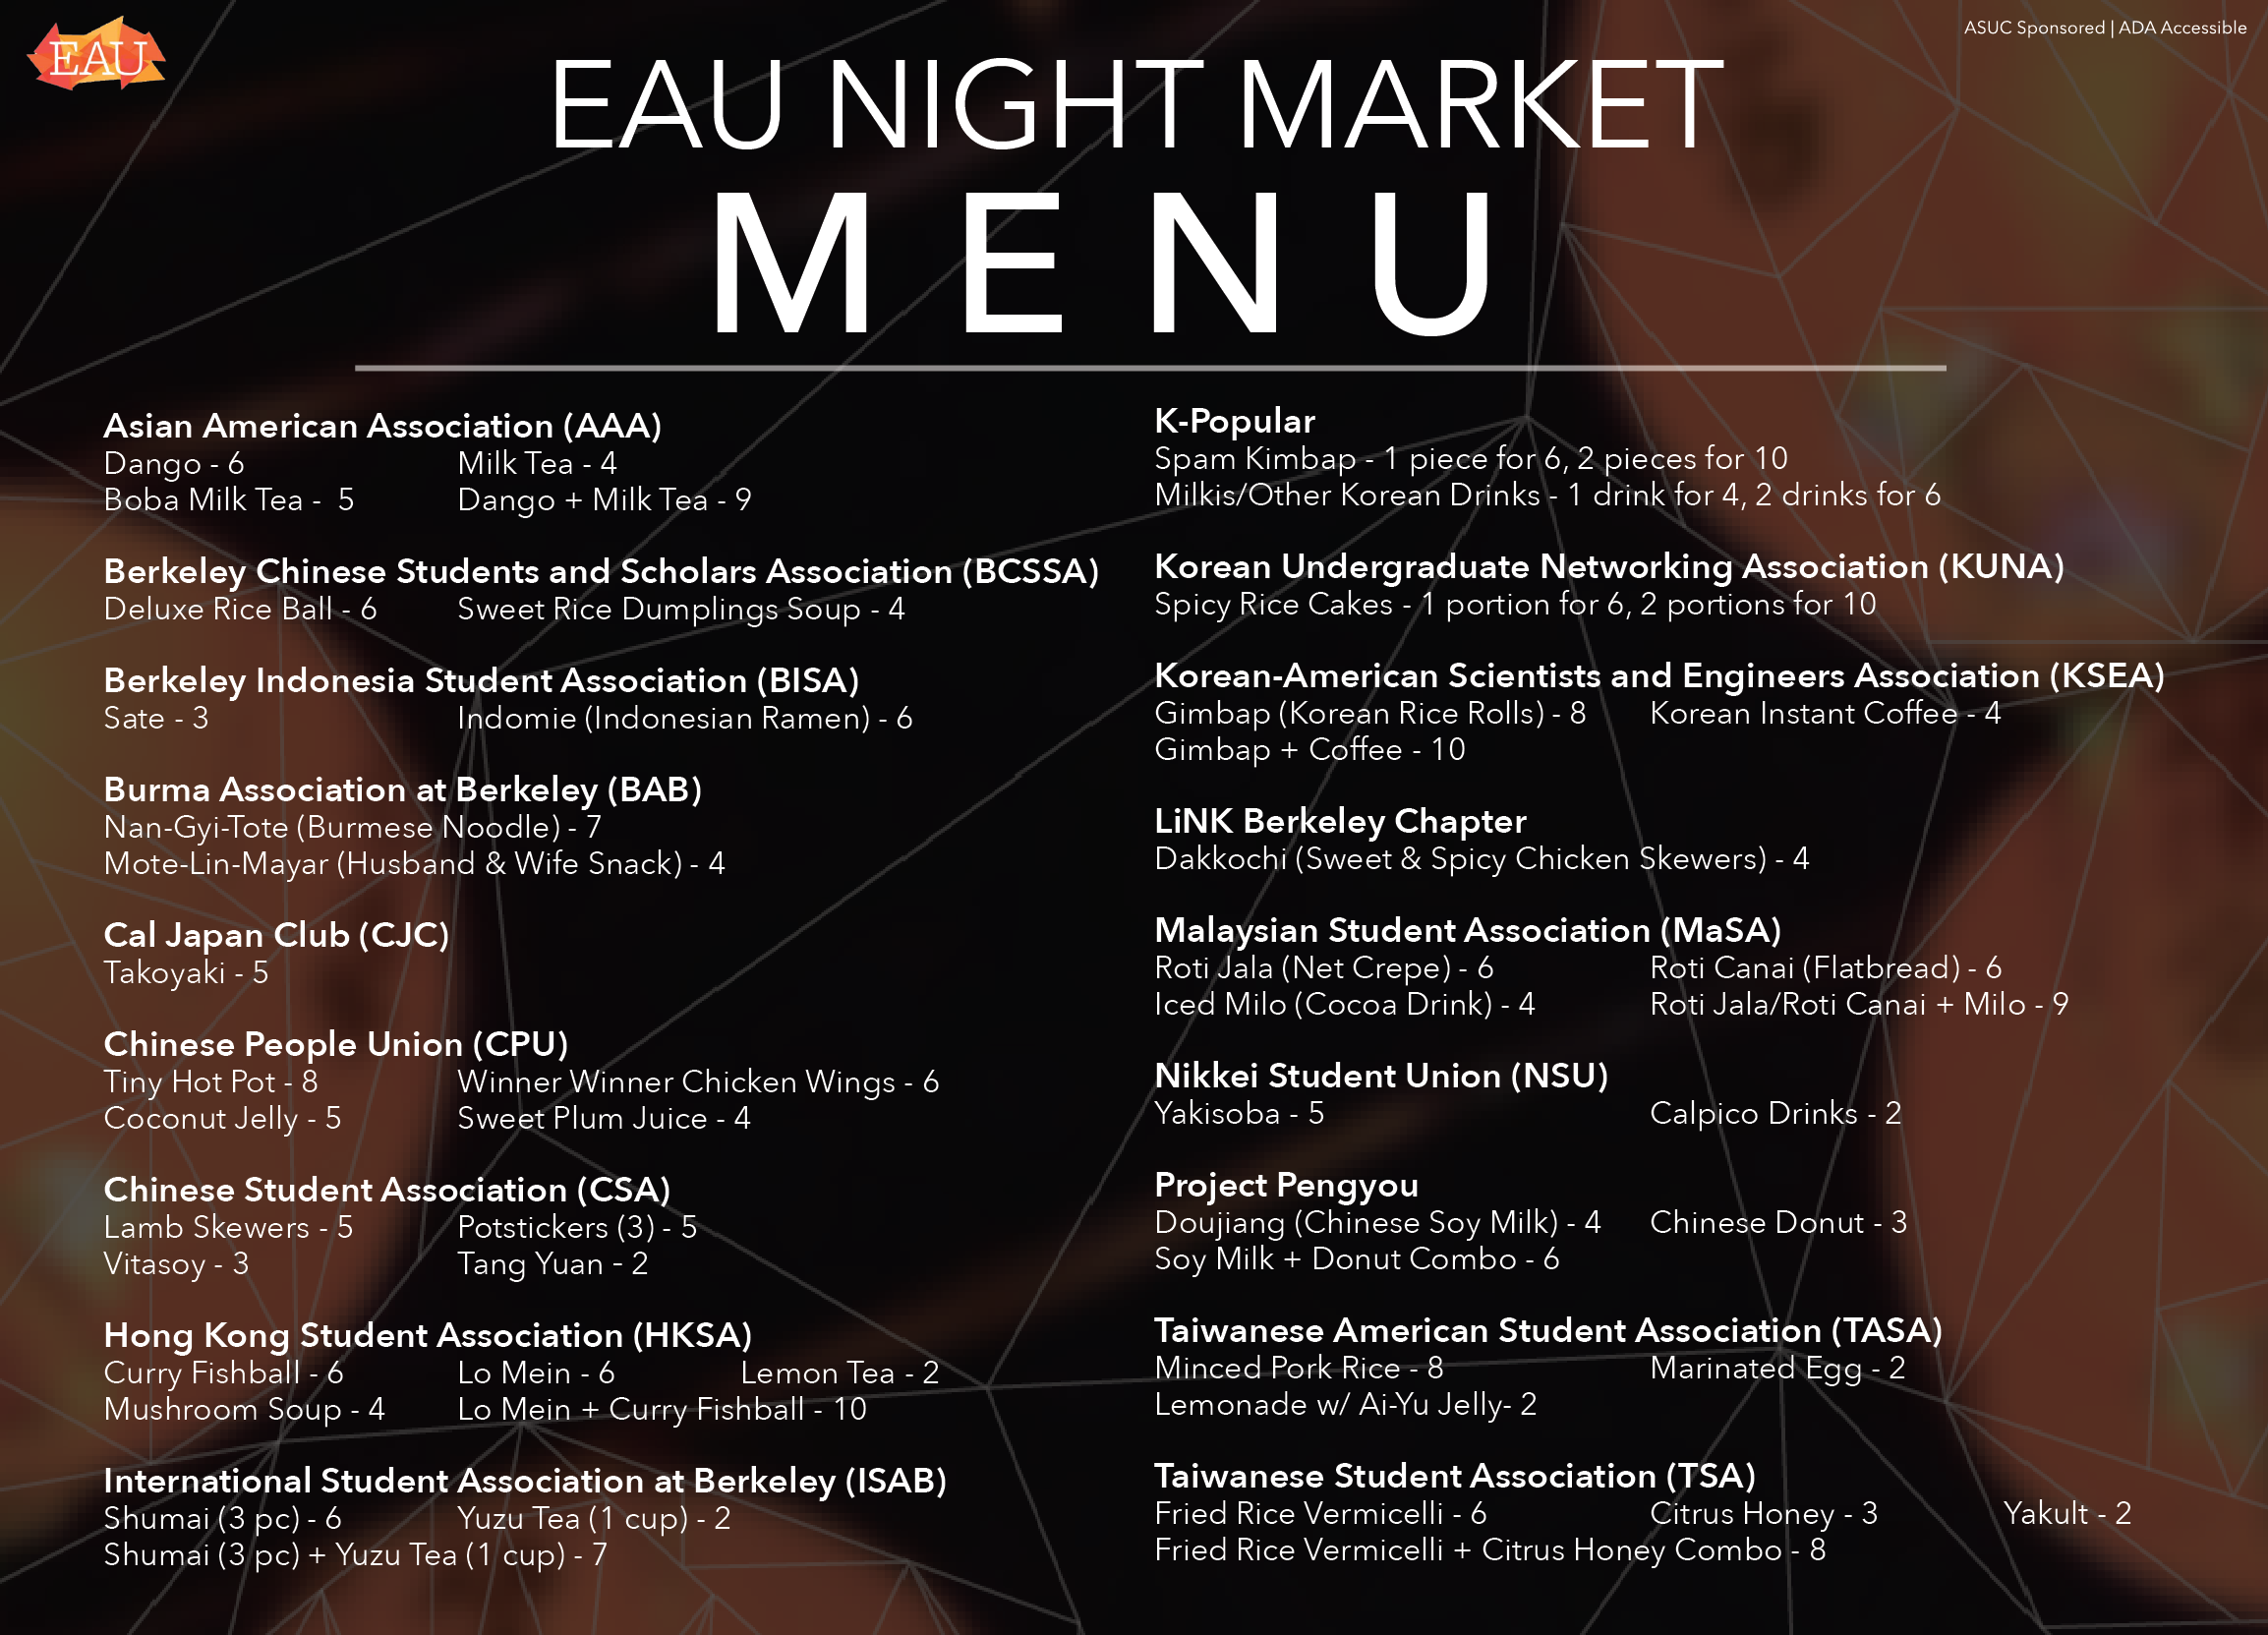 EAU
ASUC Sponsored | ADA Accessible
EAU NIGHT MARKET
MENU
Asian American Association (AAA)
Dango - 6 Milk Tea - 4
Boba Milk Tea - 5 Dango + Milk Tea - 9
Berkeley Chinese Students and Scholars Association (BCSSA)
Deluxe Rice Ball - 6 Sweet Rice Dumplings Soup - 4
Berkeley Indonesia Student Association (BISA)
Sate - 3 Indomie (Indonesian Ramen) - 6
Burma Association at Berkeley (BAB)
Nan-Gyi-Tote (Burmese Noodle) - 7
Mote-Lin-Mayar (Husband & Wife Snack) - 4
Cal Japan Club (CJC)
Takoyaki - 5
Chinese People Union (CPU)
Tiny Hot Pot - 8 Winner Winner Chicken Wings - 6
Coconut Jelly - 5 Sweet Plum Juice - 4
Chinese Student Association (CSA)
Lamb Skewers - 5 Potstickers (3) - 5
Vitasoy - 3 Tang Yuan - 2
Hong Kong Student Association (HKSA)
Curry Fishball - 6 Lo Mein - 6 Lemon Tea - 2
Mushroom Soup - 4 Lo Mein + Curry Fishball - 10
International Student Association at Berkeley (ISAB)
Shumai (3 pc) - 6 Yuzu Tea (1 cup) - 2
Shumai (3 pc) + Yuzu Tea (1 cup) - 7
K-Popular
Spam Kimbap - 1 piece for 6, 2 pieces for 10
Milkis/Other Korean Drinks - 1 drink for 4, 2 drinks for 6
Korean Undergraduate Networking Association (KUNA)
Spicy Rice Cakes - 1 portion for 6, 2 portions for 10
Korean-American Scientists and Engineers Association (KSEA)
Gimbap (Korean Rice Rolls) - 8 Korean Instant Coffee - 4
Gimbap + Coffee - 10
LiNK Berkeley Chapter
Dakkochi (Sweet & Spicy Chicken Skewers) - 4
Malaysian Student Association (MaSA)
Roti Jala (Net Crepe) - 6 Roti Canai (Flatbread) - 6
Iced Milo (Cocoa Drink) - 4 Roti Jala/Roti Canai + Milo - 9
Nikkei Student Union (NSU)
Yakisoba - 5 Calpico Drinks - 2
Project Pengyou
Doujiang (Chinese Soy Milk) - 4 Chinese Donut - 3
Soy Milk + Donut Combo - 6
Taiwanese American Student Association (TASA)
Minced Pork Rice - 8 Marinated Egg - 2
Lemonade w/ Ai-Yu Jelly- 2
Taiwanese Student Association (TSA)
Fried Rice Vermicelli - 6 Citrus Honey - 3 Yakult - 2
Fried Rice Vermicelli + Citrus Honey Combo - 8